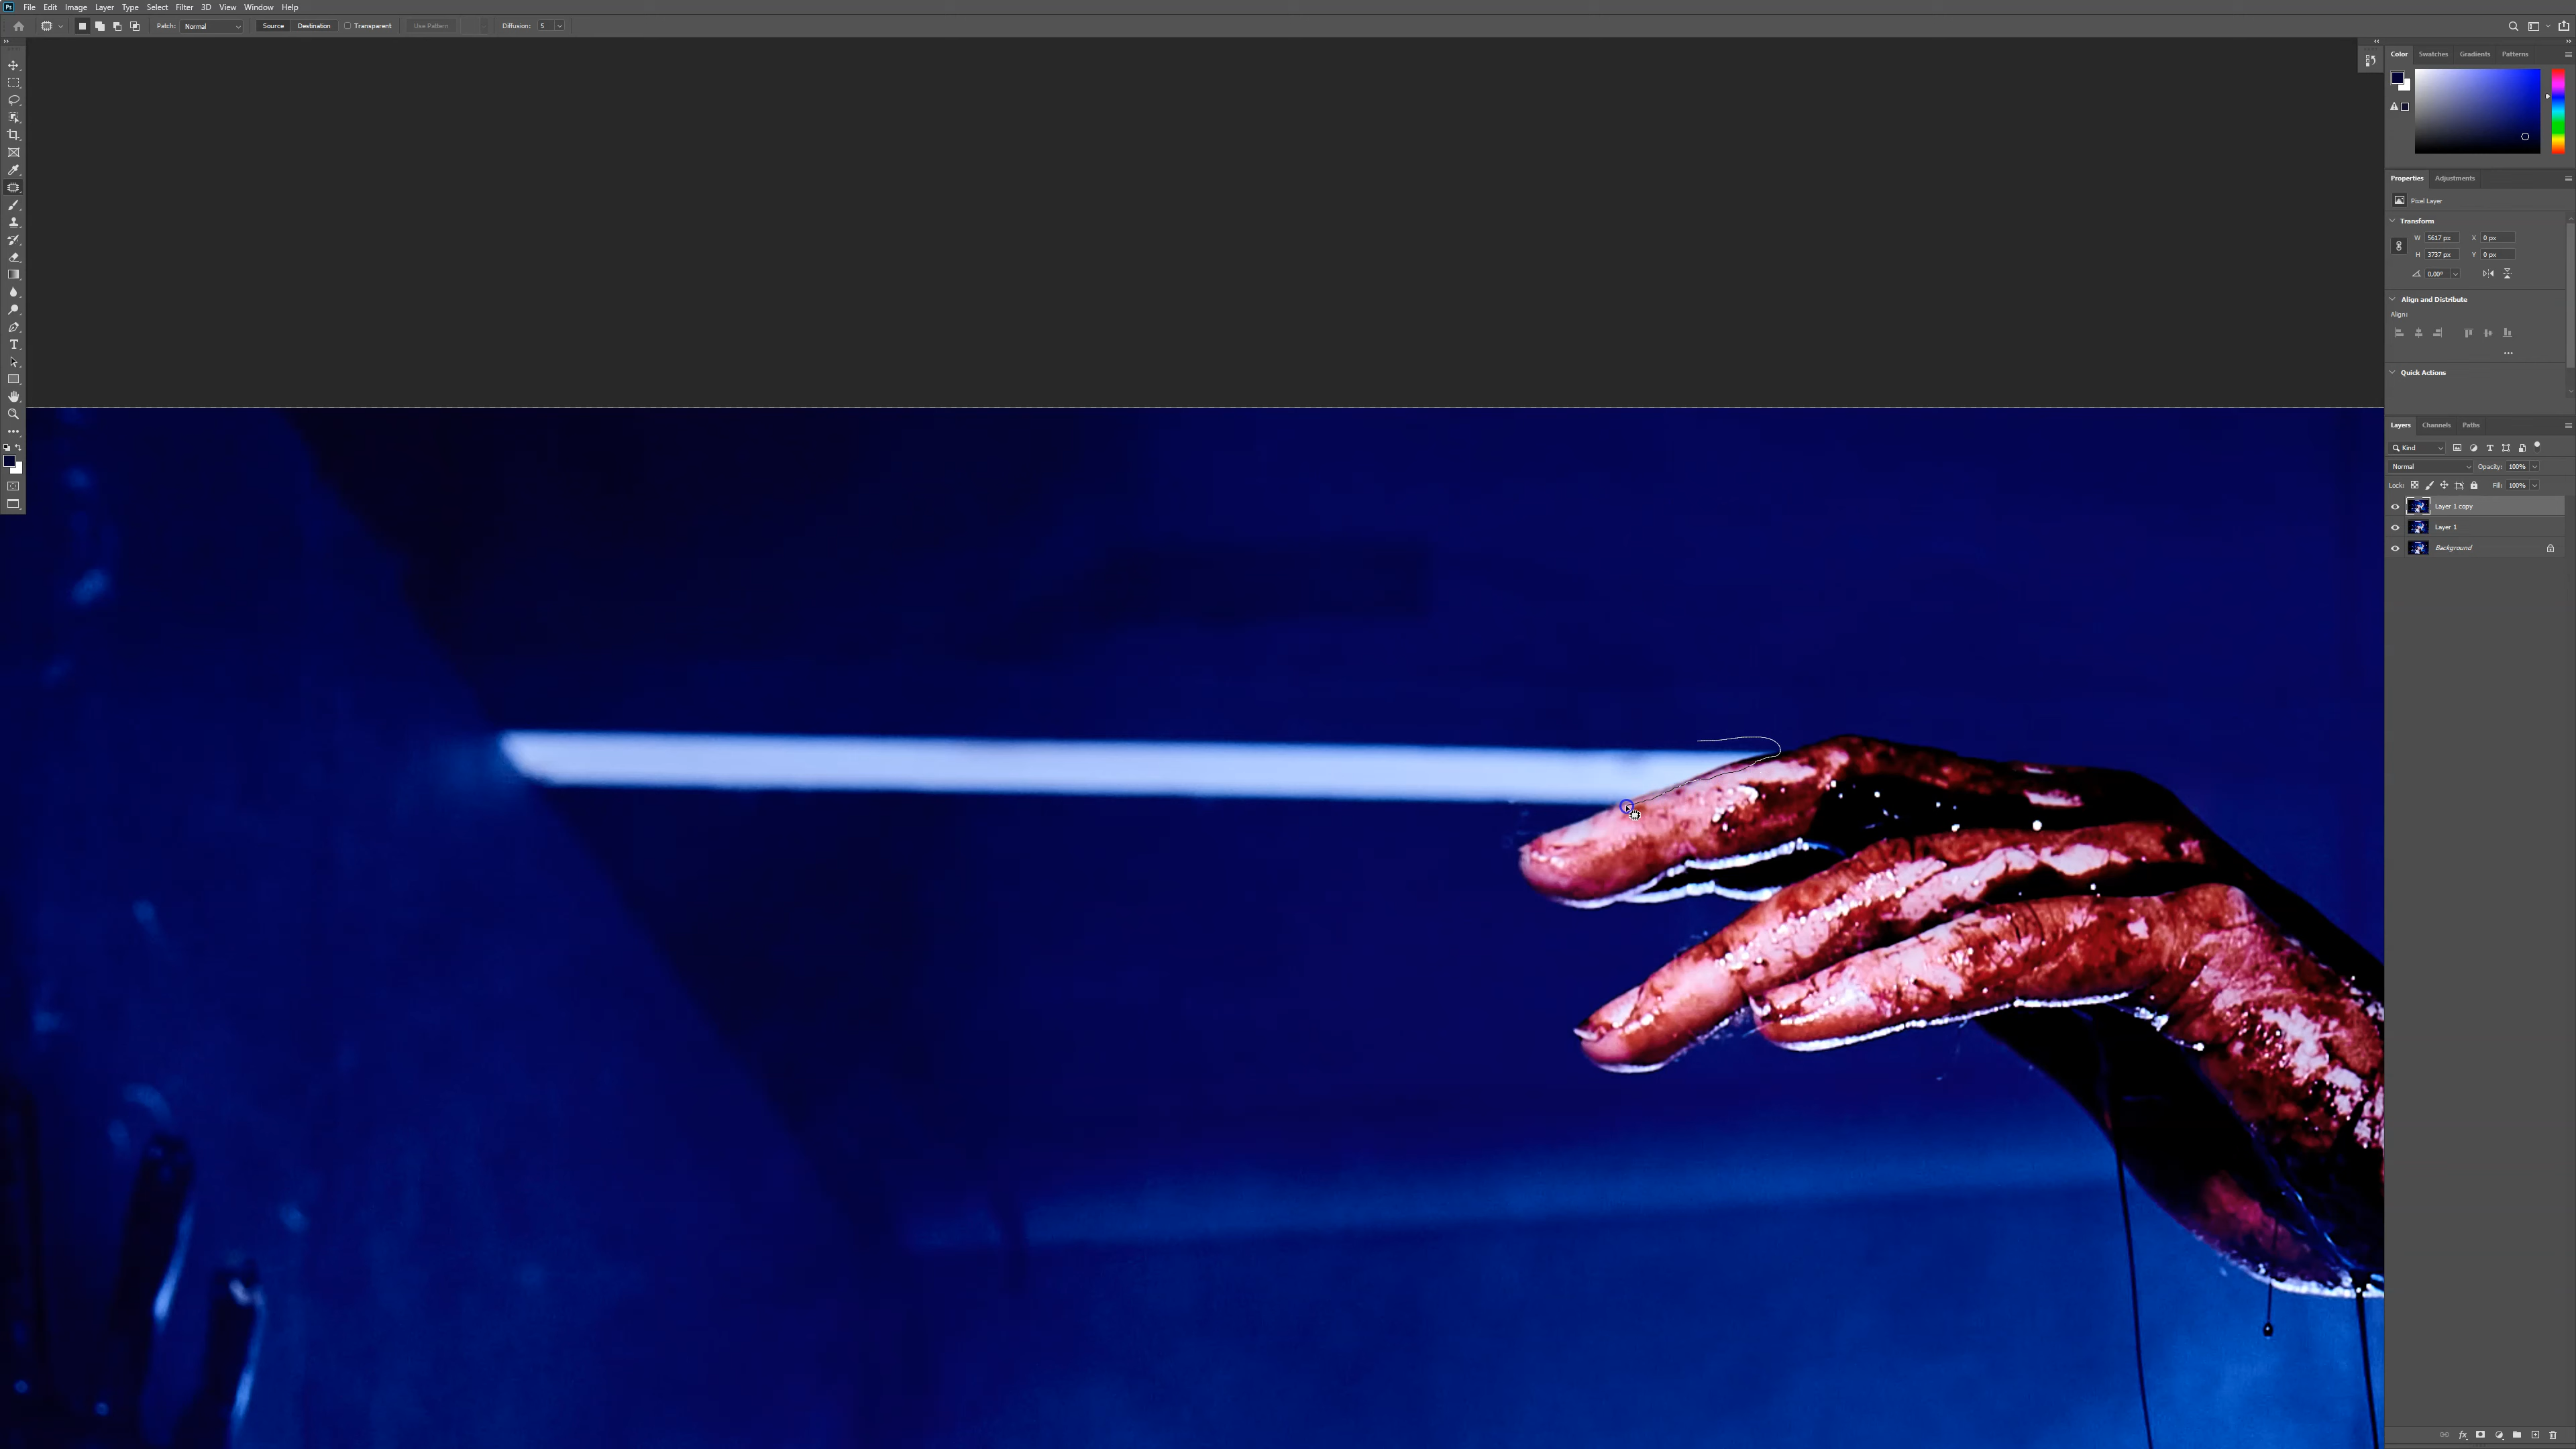 Ps File Edit Image Layer Type Select Filter 3D View Window Help
Patch: Normal Source Destination Transparent Use Pattern Diffusion: 5
Color Swatches Gradients Patterns
Properties Adjustments
Pixel Layer
Transform
W 5617 px X 0 px
H 3737 px Y 0 px
0,00°
Align and Distribute
Align:
Quick Actions
Layers Channels Paths
Kind
Normal Opacity: 100%
Lock: Fill: 100%
Layer 1 copy
Layer 1
Background